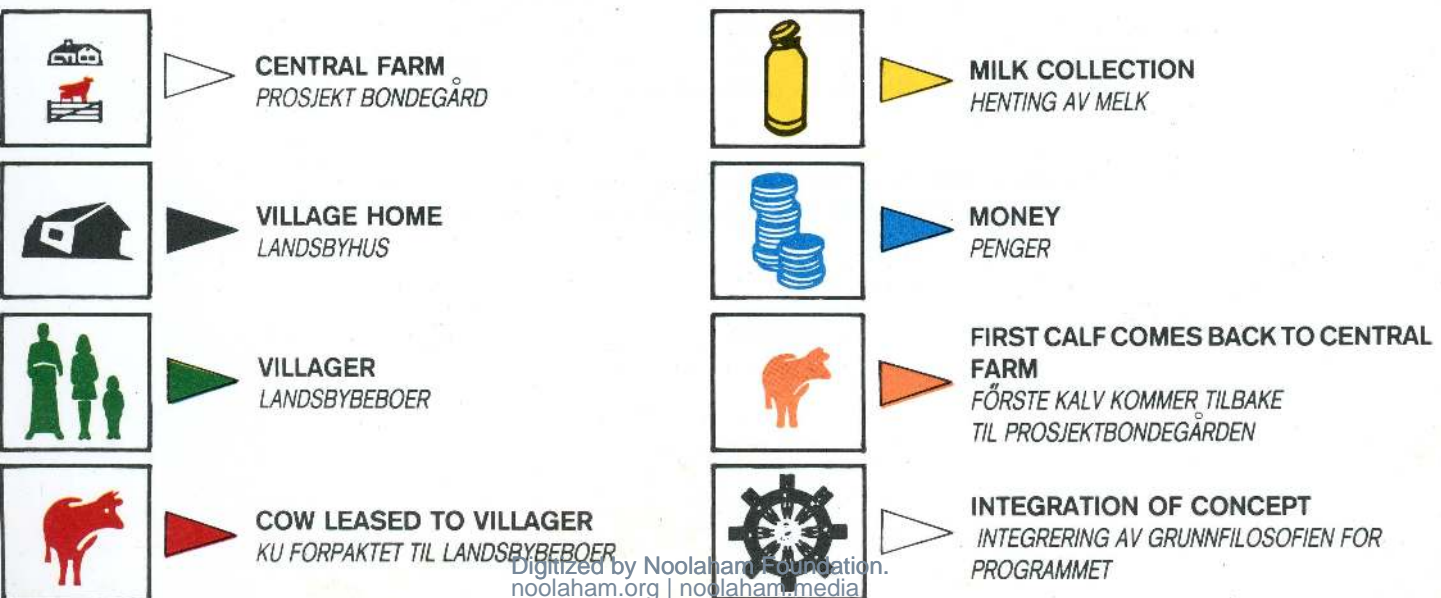 CENTRAL FARM
PROSJEKT BONDEGÅRD
VILLAGE HOME
LANDSBYHUS
VILLAGER
LANDSBYBEBOER
COW LEASED TO VILLAGER
KU FORPAKTET TIL LANDSBYBEBOER
MILK COLLECTION
HENTING AV MELK
MONEY
PENGER
FIRST CALF COMES BACK TO CENTRAL
FARM
FÖRSTE KALV KOMMER TILBAKE
TIL PROSJEKTBONDEGÅRDEN
INTEGRATION OF CONCEPT
INTEGRERING AV GRUNNFILOSOFIEN FOR
PROGRAMMET
Digitized by Noolaham Foundation.
noolaham.org | noolaham.media